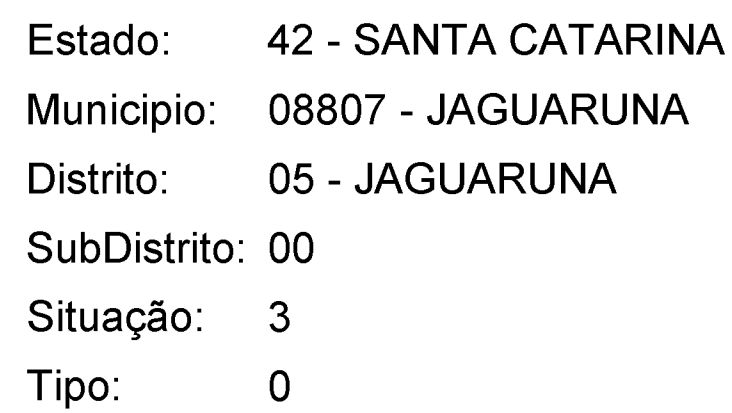 Estado: 42 - SANTA CATARINA
Municipio: 08807 - JAGUARUNA
Distrito: 05 - JAGUARUNA
SubDistrito: 00
Situação: 3
Tipo: 0